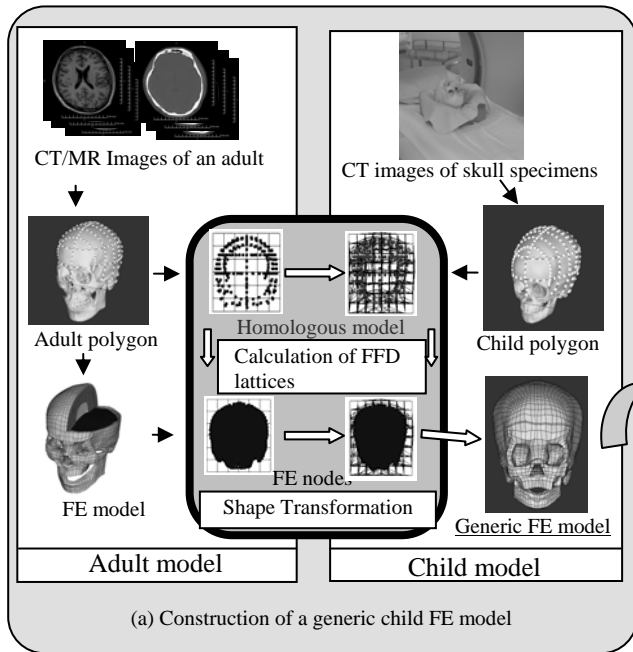 CT/MR Images of an adult
CT images of skull specimens
Adult polygon
Homologous model
Child polygon
Calculation of FFD
lattices
FE model
FE nodes
Shape Transformation
Generic FE model
Adult model
Child model
(a) Construction of a generic child FE model